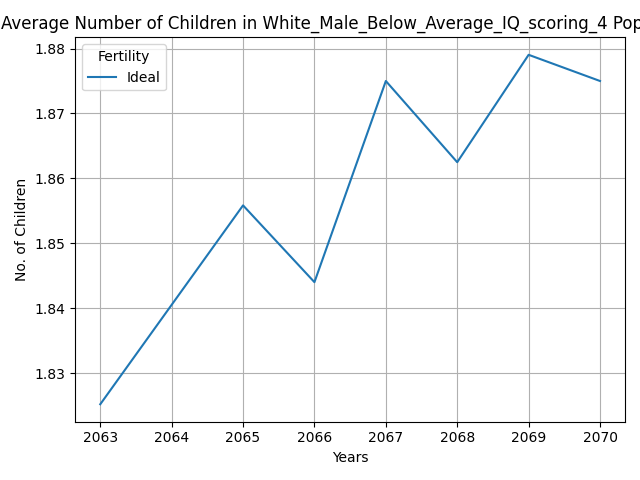 Average Number of Children in White_Male_Below_Average_IQ_scoring_4 Pop
Fertility
Ideal
No. of Children
1.88
1.87
1.86
1.85
1.84
1.83
2063 2064 2065 2066 2067 2068 2069 2070
Years